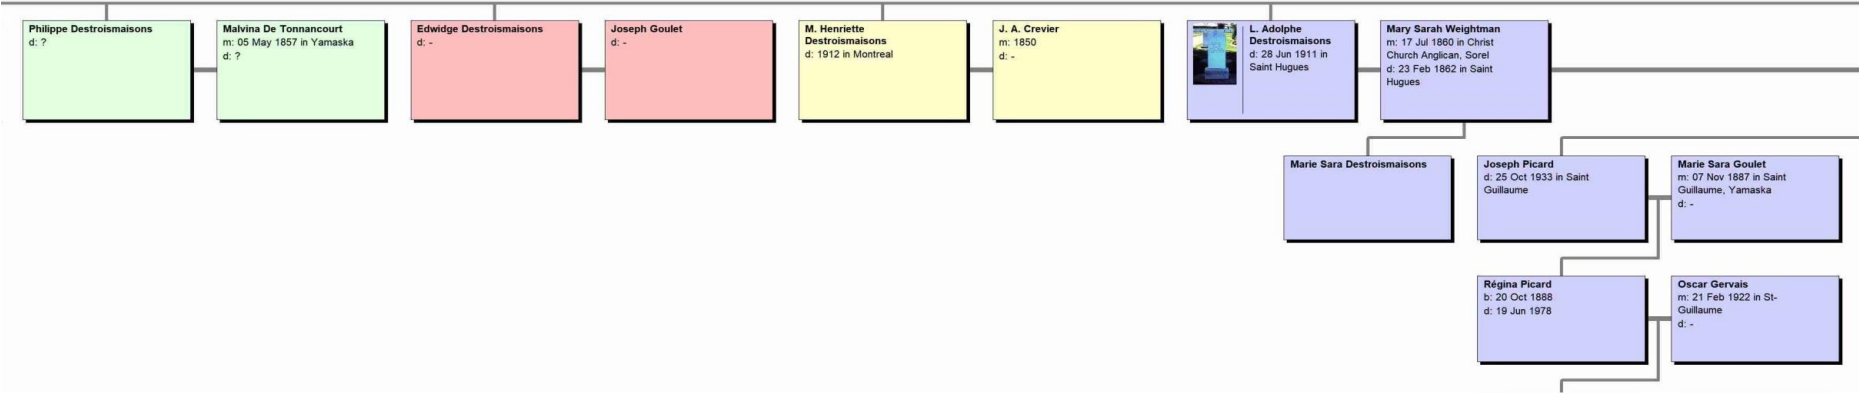 Philippe Destroismaisons
d: ?
Malvina De Tonnancourt
m: 05 May 1857 in Yamaska
d: ?
Edwidge Destroismaisons
d: -
Joseph Goulet
d: -
M. Henriette
Destroismaisons
d: 1912 in Montreal
J. A. Crevier
m: 1850
d: -
L. Adolphe
Destroismaisons
d: 28 Jun 1911 in
Saint Hugues
Mary Sarah Weightman
m: 17 Jul 1860 in Christ
Church Anglican, Sorel
d: 23 Feb 1862 in Saint
Hugues
Marie Sara Destroismaisons
Joseph Picard
d: 25 Oct 1933 in Saint
Guillaume
Marie Sara Goulet
m: 07 Nov 1887 in Saint
Guillaume, Yamaska
d: -
Régina Picard
b: 20 Oct 1888
d: 19 Jun 1978
Oscar Gervais
m: 21 Feb 1922 in St-
Guillaume
d: -